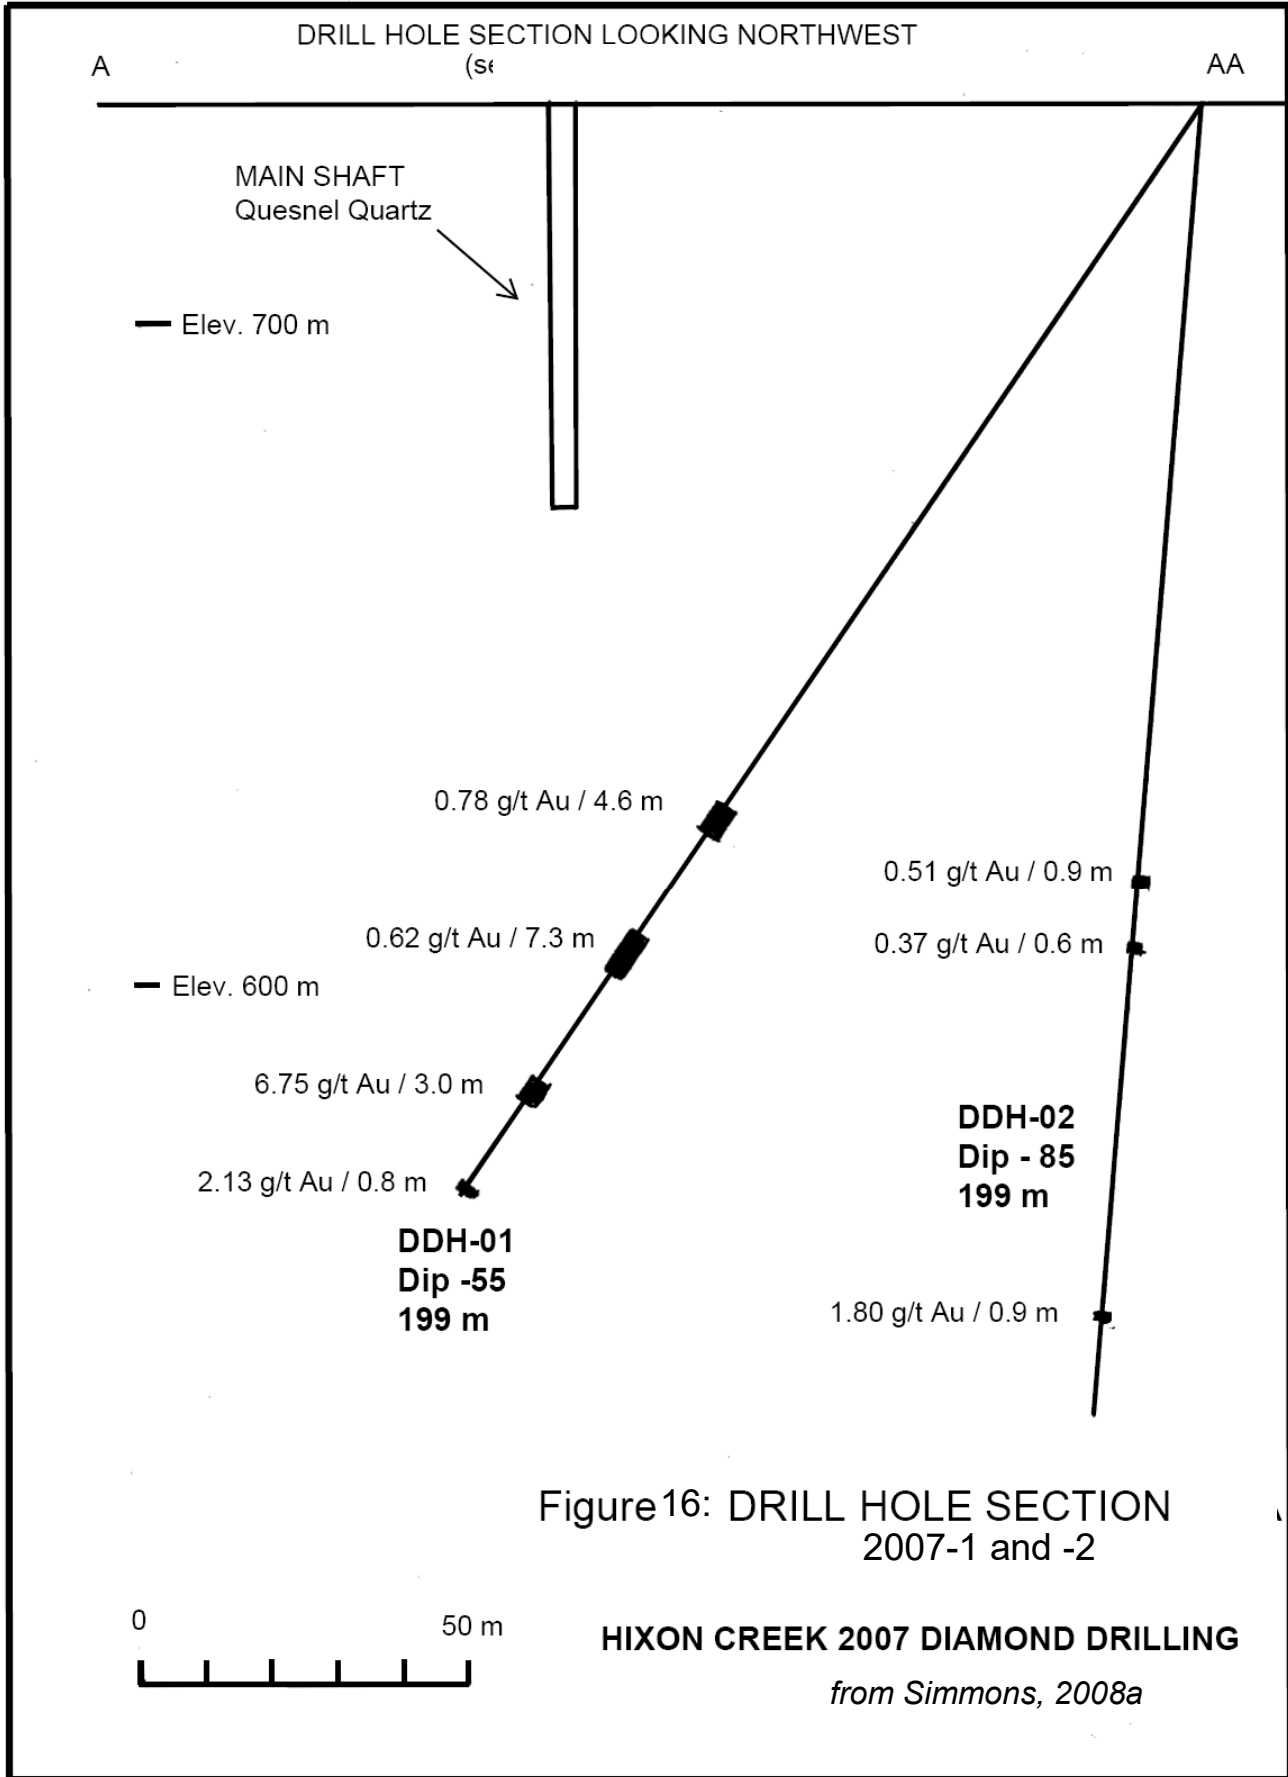 DRILL HOLE SECTION LOOKING NORTHWEST
A
AA
MAIN SHAFT
Quesnel Quartz
Elev. 700 m
0.78 g/t Au / 4.6 m
0.51 g/t Au / 0.9 m
0.62 g/t Au / 7.3 m
0.37 g/t Au / 0.6 m
Elev. 600 m
6.75 g/t Au / 3.0 m
DDH-02
Dip - 85
199 m
2.13 g/t Au / 0.8 m
DDH-01
Dip -55
199 m
1.80 g/t Au / 0.9 m
Figure 16: DRILL HOLE SECTION
2007-1 and -2
0 50 m
HIXON CREEK 2007 DIAMOND DRILLING
from Simmons, 2008a